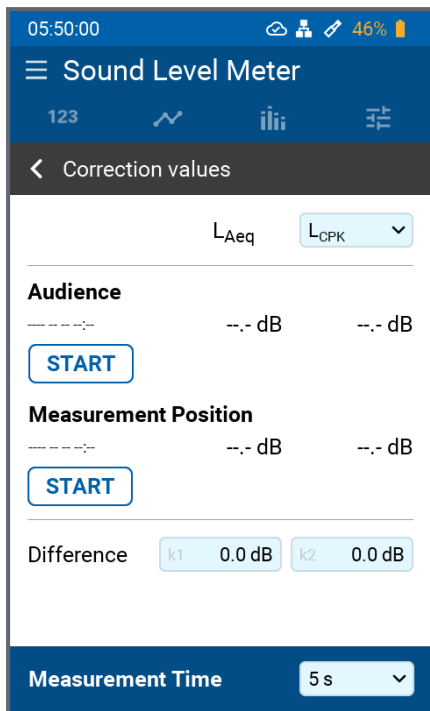 05:50:00 46%
Sound Level Meter
123
Correction values
LAeq LCPK
Audience
---- -- -- --:-- --.- dB --.- dB
START
Measurement Position
---- -- -- --:-- --.- dB --.- dB
START
Difference k1 0.0 dB k2 0.0 dB
Measurement Time 5 s